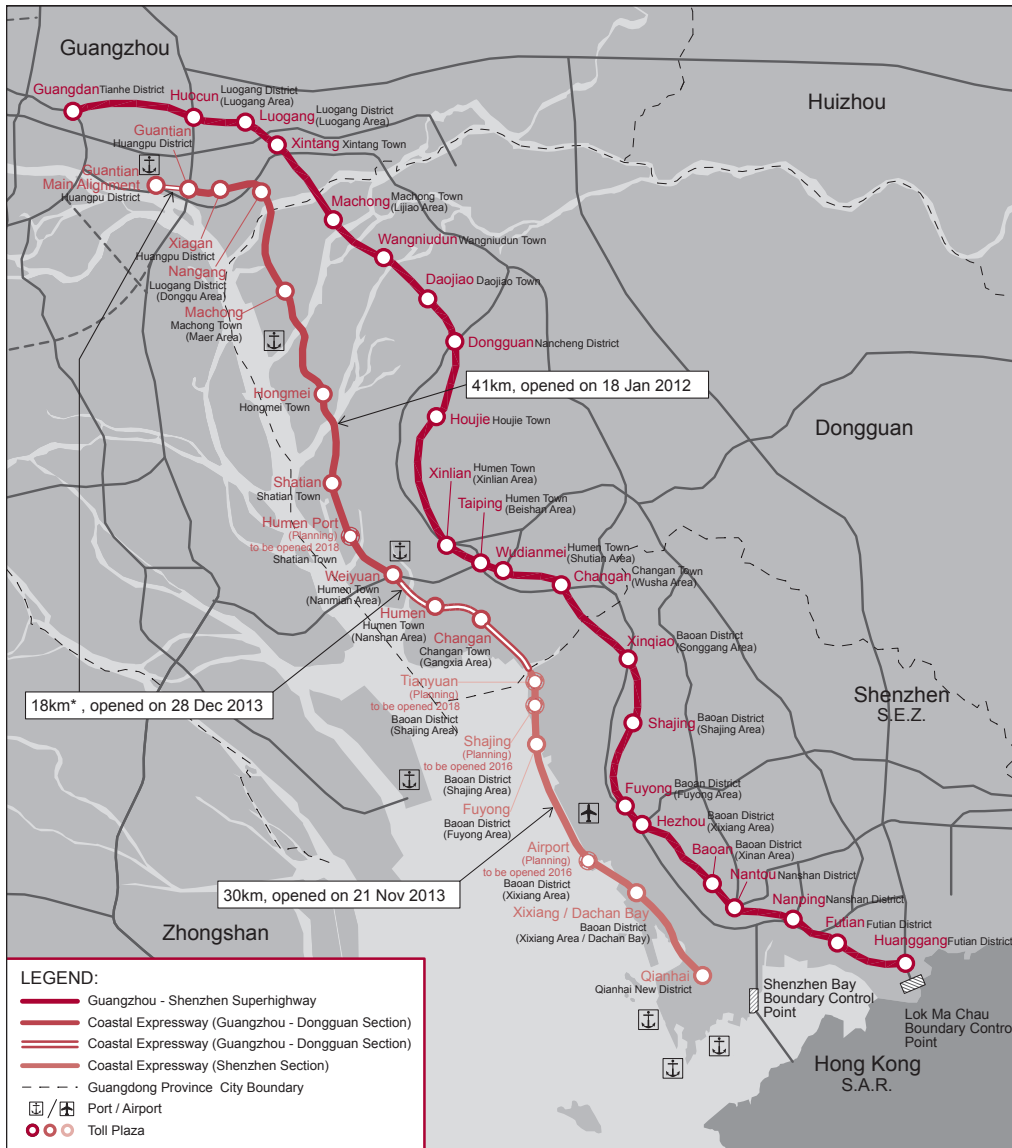 Guangzhou
Huizhou
Guangdan Tianhe District
Huocun Luogang District
(Luogang Area)
Luogang Luogang District
(Luogang Area)
Xintang Xintang Town
Guantian
Huangpu District
Guantian
Main Alignment
Huangpu District
Xiagan
Huangpu District
Nangang
Luogang District
(Dongqu Area)
Machong
Machong Town
(Maer Area)
Machong Machong Town
(Lijiao Area)
Wangniudun Wangniudun Town
Daojiao Daojiao Town
Dongguan Nancheng District
41km, opened on 18 Jan 2012
Hongmei
Hongmei Town
Houjie Houjie Town
Dongguan
Xinlian Humen Town
(Xinlian Area)
Taiping Humen Town
(Beishan Area)
Shatian
Shatian Town
Humen Port
(Planning)
to be opened 2018
Shatian Town
Wudianmei Humen Town
(Shutian Area)
Changan Changan Town
(Wusha Area)
Weiyuan
Humen Town
(Nanmian Area)
Humen
Humen Town
(Nanshan Area)
Changan
Changan Town
(Gangxia Area)
Xinqiao Baoan District
(Songgang Area)
Tianyuan
(Planning)
to be opened 2018
Baoan District
(Shajing Area)
18km* , opened on 28 Dec 2013
Shenzhen
S.E.Z.
Shajing Baoan District
(Shajing Area)
Shajing
(Planning)
to be opened 2016
Baoan District
(Shajing Area)
Fuyong
Baoan District
(Fuyong Area)
Fuyong Baoan District
(Fuyong Area)
Hezhou Baoan District
(Xixiang Area)
Airport
(Planning)
to be opened 2016
Baoan District
(Xixiang Area)
Baoan Baoan District
(Xinan Area)
Nantou Nanshan District
30km, opened on 21 Nov 2013
Xixiang / Dachan Bay
Baoan District
(Xixiang Area / Dachan Bay)
Nanping Nanshan District
Futian Futian District
Huanggang Futian District
Zhongshan
Qianhai
Qianhai New District
Shenzhen Bay
Boundary Control
Point
Lok Ma Chau
Boundary Control
Point
Hong Kong
S.A.R.
LEGEND:
Guangzhou - Shenzhen Superhighway
Coastal Expressway (Guangzhou - Dongguan Section)
Coastal Expressway (Guangzhou - Dongguan Section)
Coastal Expressway (Shenzhen Section)
Guangdong Province City Boundary
/ Port / Airport
Toll Plaza